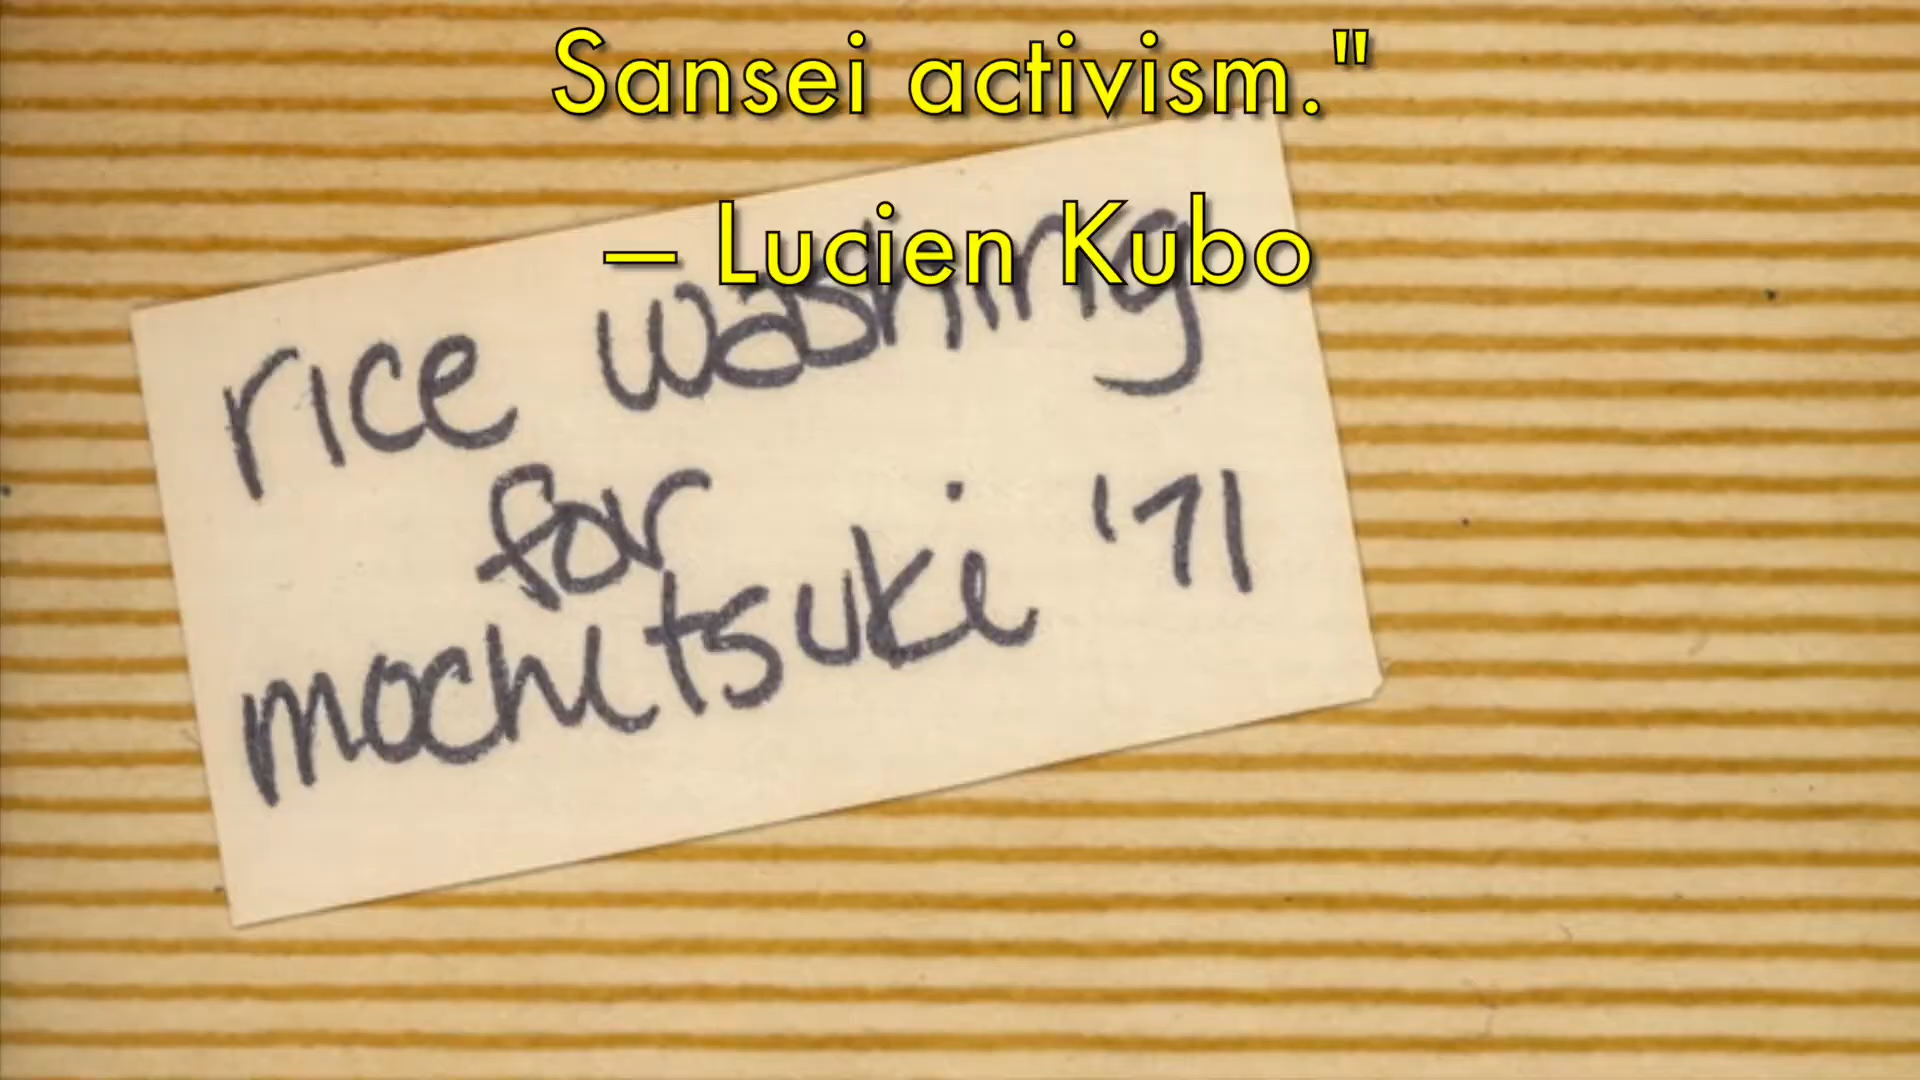 Sansei activism."
— Lucien Kubo
rice washing
for
mochitsuki '71